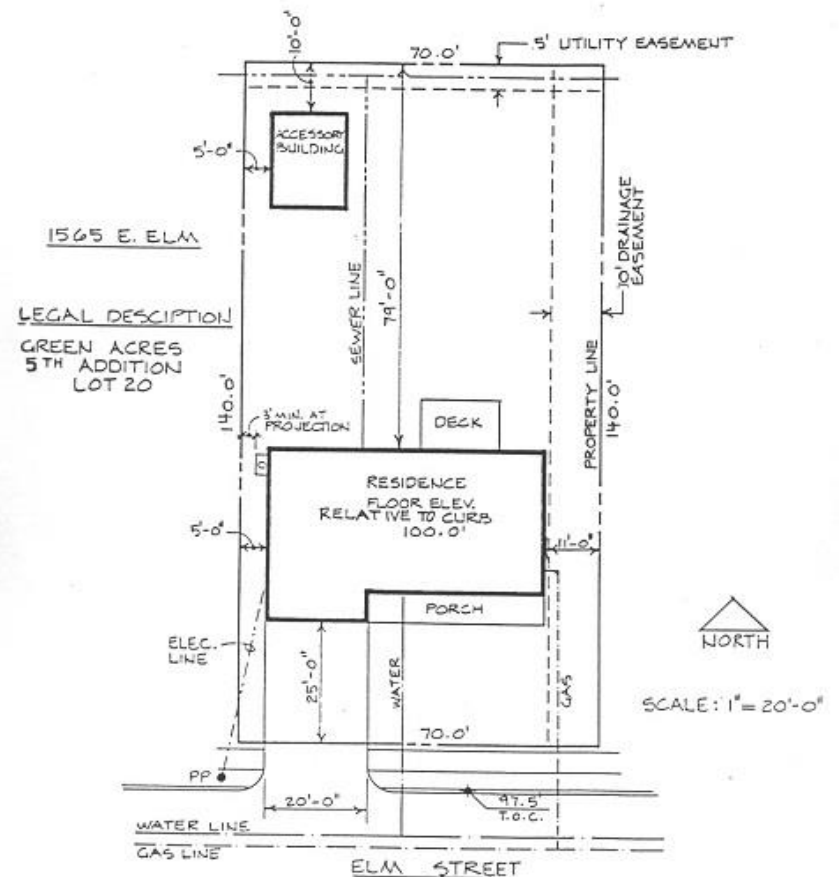 10'-0"
70.0'
5' UTILITY EASEMENT
ACCESSORY
BUILDING
5'-0"
1565 E. ELM
SEWER LINE
79'-0"
10' DRAINAGE
EASEMENT
LEGAL DESCIPTION
GREEN ACRES
5TH ADDITION
LOT 20
140.0'
3' MIN. AT
PROJECTION
DECK
PROPERTY LINE
140.0'
RESIDENCE
FLOOR ELEV.
RELATIVE TO CURB
100.0'
5'-0"
11'-0"
PORCH
ELEC.
LINE
25'-0"
WATER
GAS
NORTH
SCALE: 1" = 20'-0"
70.0'
PP
20'-0"
97.5'
T.O.C.
WATER LINE
GAS LINE
ELM STREET